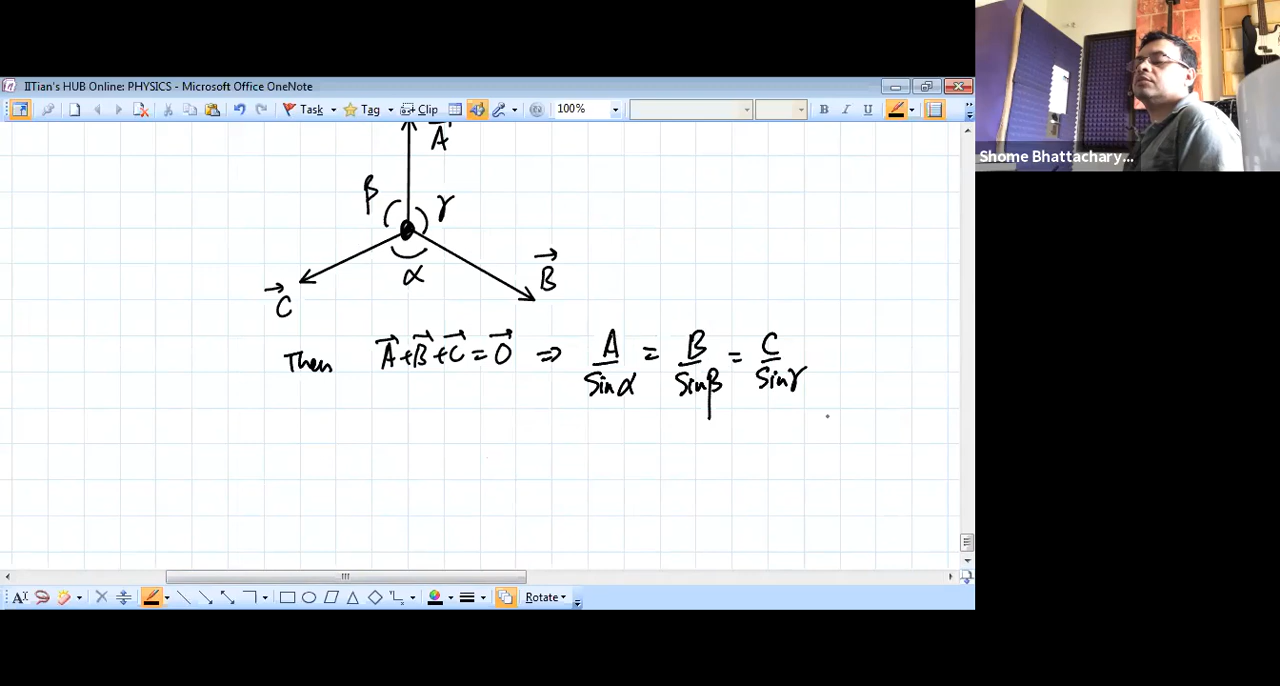 IITian's HUB Online: PHYSICS - Microsoft Office OneNote
Task Tag Clip 100% B I U
Shome Bhattachary...
A⃗
β γ
α
B⃗
C⃗
Then A⃗+B⃗+C⃗=0⃗ ⇒ A/Sinα = B/Sinβ = C/Sinγ
Rotate